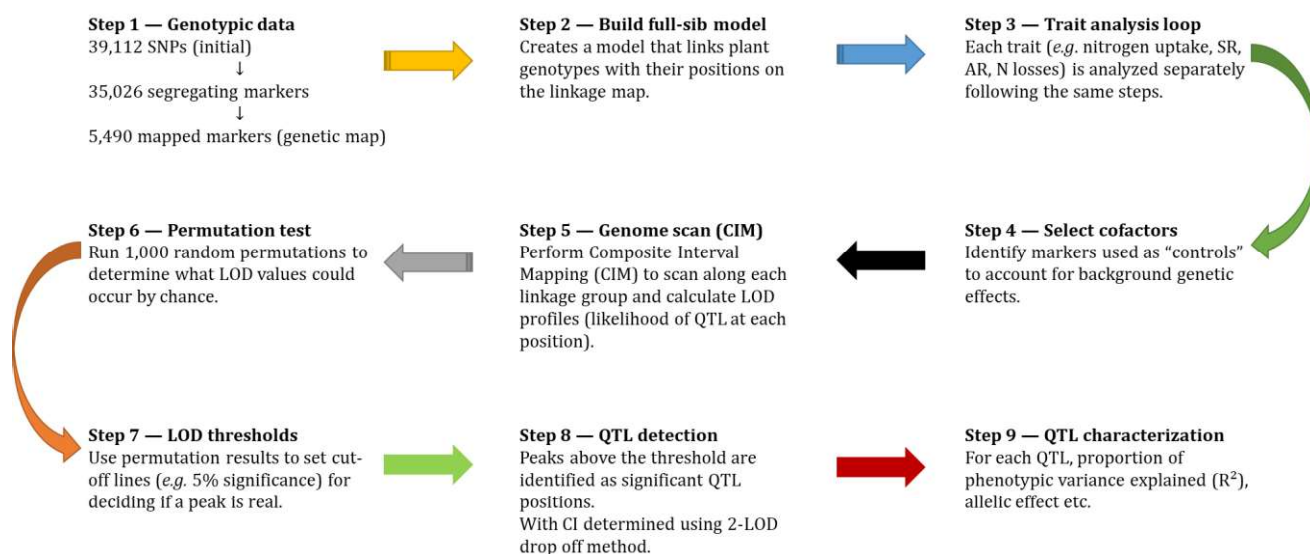 Step 1 — Genotypic data
39,112 SNPs (initial)
↓
35,026 segregating markers
↓
5,490 mapped markers (genetic map)
Step 2 — Build full-sib model
Creates a model that links plant
genotypes with their positions on
the linkage map.
Step 3 — Trait analysis loop
Each trait (e.g. nitrogen uptake, SR,
AR, N losses) is analyzed separately
following the same steps.
Step 4 — Select cofactors
Identify markers used as “controls”
to account for background genetic
effects.
Step 5 — Genome scan (CIM)
Perform Composite Interval
Mapping (CIM) to scan along each
linkage group and calculate LOD
profiles (likelihood of QTL at each
position).
Step 6 — Permutation test
Run 1,000 random permutations to
determine what LOD values could
occur by chance.
Step 7 — LOD thresholds
Use permutation results to set cut-
off lines (e.g. 5% significance) for
deciding if a peak is real.
Step 8 — QTL detection
Peaks above the threshold are
identified as significant QTL
positions.
With CI determined using 2-LOD
drop off method.
Step 9 — QTL characterization
For each QTL, proportion of
phenotypic variance explained (R²),
allelic effect etc.